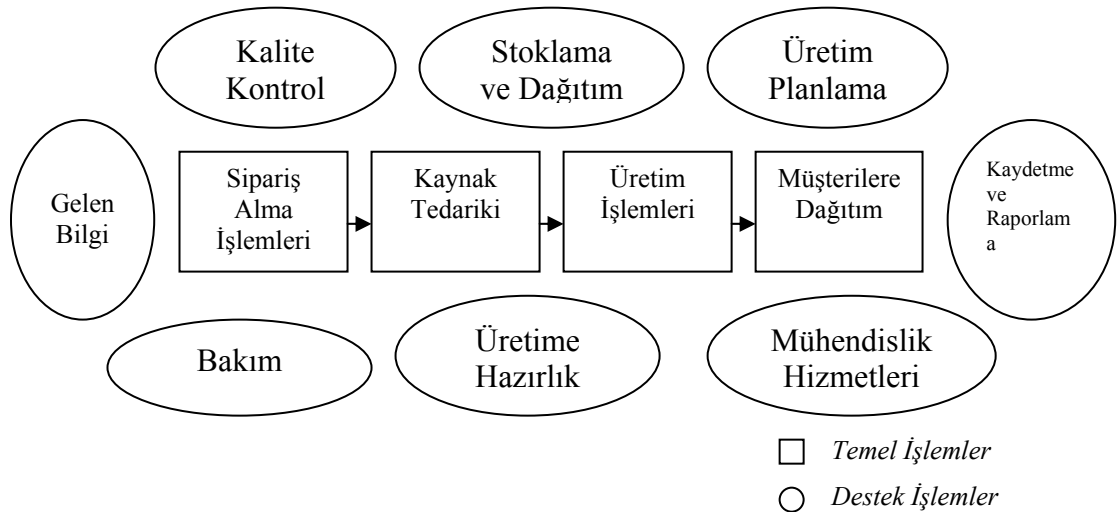 Kalite
Kontrol
Stoklama
ve Dağıtım
Üretim
Planlama
Gelen
Bilgi
Sipariş
Alma
İşlemleri
Kaynak
Tedariki
Üretim
İşlemleri
Müşterilere
Dağıtım
Kaydetme
ve
Raporlam
a
Bakım
Üretime
Hazırlık
Mühendislik
Hizmetleri
Temel İşlemler
Destek İşlemler